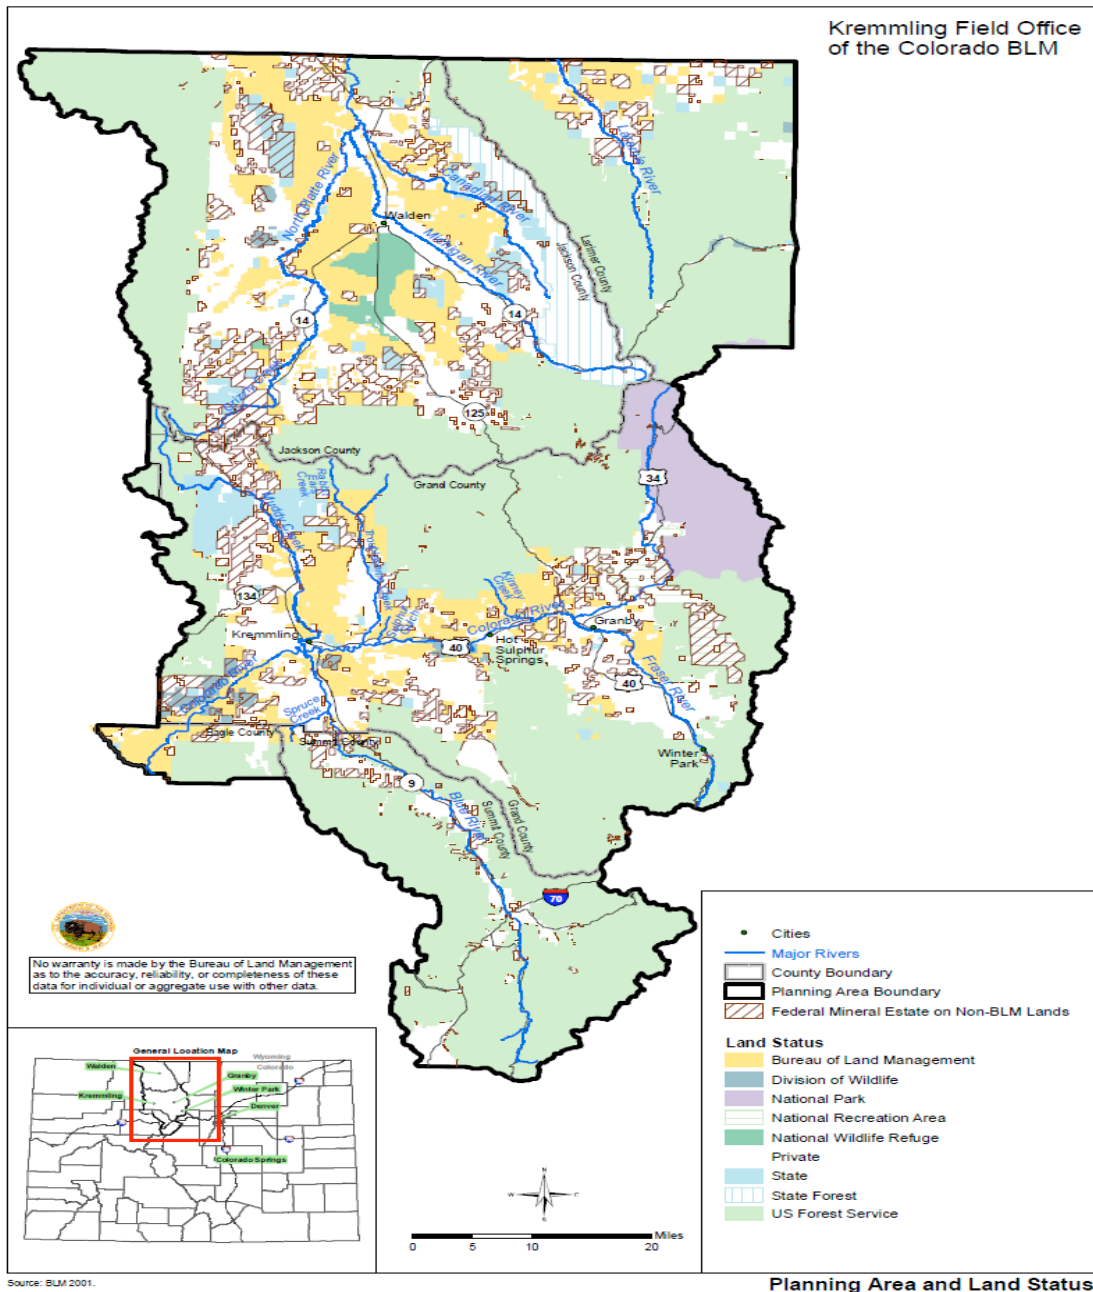 Kremmling Field Office
of the Colorado BLM
Laramie River
North Platte River
Canadian River
Walden
Michigan River
Larimer County
Jackson County
14
14
125
Jackson County
Grand County
34
Muddy Creek
Kinney
Creek
134
Colorado River
Kremmling
Granby
Hot
Sulphur
Springs
40
40
Fraser River
Colorado River
Spruce
Creek
Eagle County
Summit County
Winter
Park
9
Blue River
Grand County
Summit County
70
No warranty is made by the Bureau of Land Management
as to the accuracy, reliability, or completeness of these
data for individual or aggregate use with other data.
Cities
Major Rivers
County Boundary
Planning Area Boundary
Federal Mineral Estate on Non-BLM Lands
Land Status
Bureau of Land Management
Division of Wildlife
National Park
National Recreation Area
National Wildlife Refuge
Private
State
State Forest
US Forest Service
General Location Map
Wyoming
Colorado
Walden
Granby
Kremmling
Winter Park
Denver
Colorado Springs
N
W
E
S
Miles
0 5 10 20
Source: BLM 2001.
Planning Area and Land Status